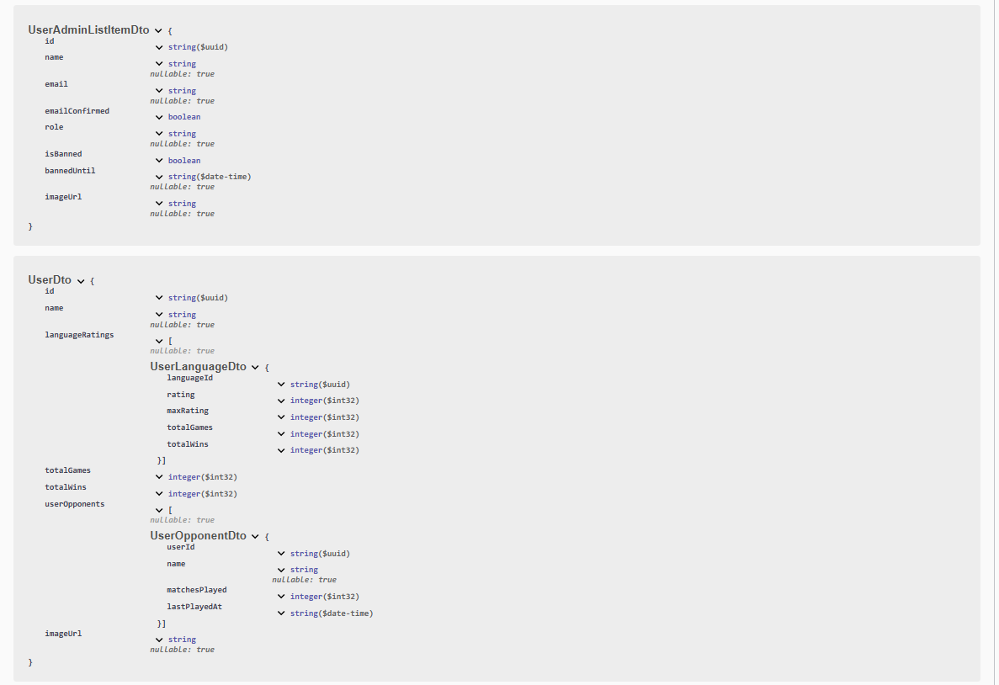 UserAdminListItemDto {
id
string($uuid)
name
string
nullable: true
email
string
nullable: true
emailConfirmed
boolean
role
string
nullable: true
isBanned
boolean
bannedUntil
string($date-time)
nullable: true
imageUrl
string
nullable: true
}
UserDto {
id
string($uuid)
name
string
nullable: true
languageRatings
[
nullable: true
UserLanguageDto {
languageId
string($uuid)
rating
integer($int32)
maxRating
integer($int32)
totalGames
integer($int32)
totalWins
integer($int32)
}]
totalGames
integer($int32)
totalWins
integer($int32)
userOpponents
[
nullable: true
UserOpponentDto {
userId
string($uuid)
name
string
nullable: true
matchesPlayed
integer($int32)
lastPlayedAt
string($date-time)
}]
imageUrl
string
nullable: true
}